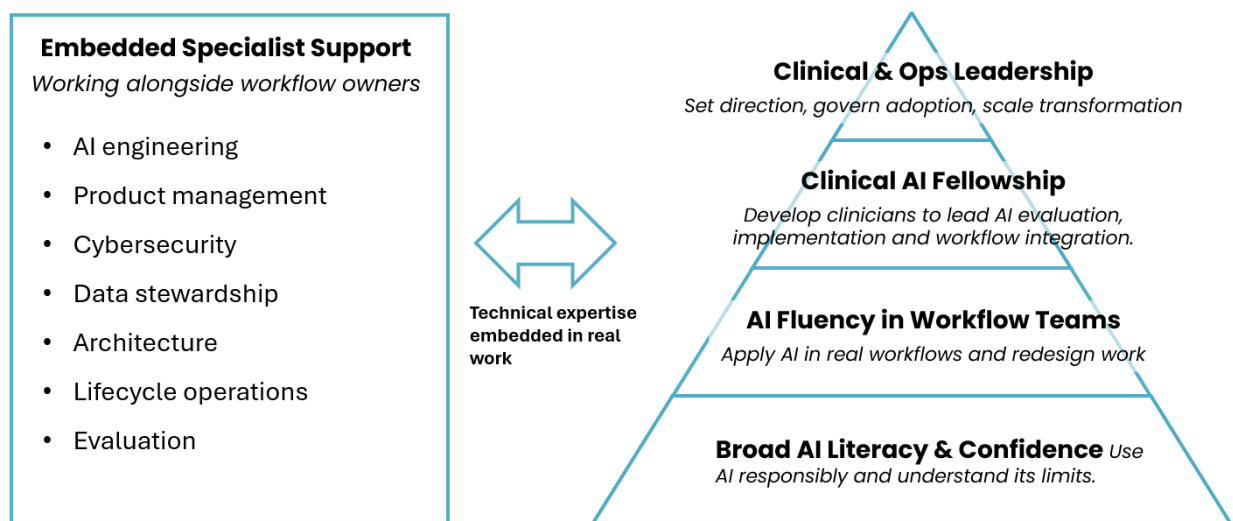 Embedded Specialist Support
Working alongside workflow owners
• AI engineering
• Product management
• Cybersecurity
• Data stewardship
• Architecture
• Lifecycle operations
• Evaluation
Technical expertise
embedded in real
work
Clinical & Ops Leadership
Set direction, govern adoption, scale transformation
Clinical AI Fellowship
Develop clinicians to lead AI evaluation,
implementation and workflow integration.
AI Fluency in Workflow Teams
Apply AI in real workflows and redesign work
Broad AI Literacy & Confidence Use
AI responsibly and understand its limits.